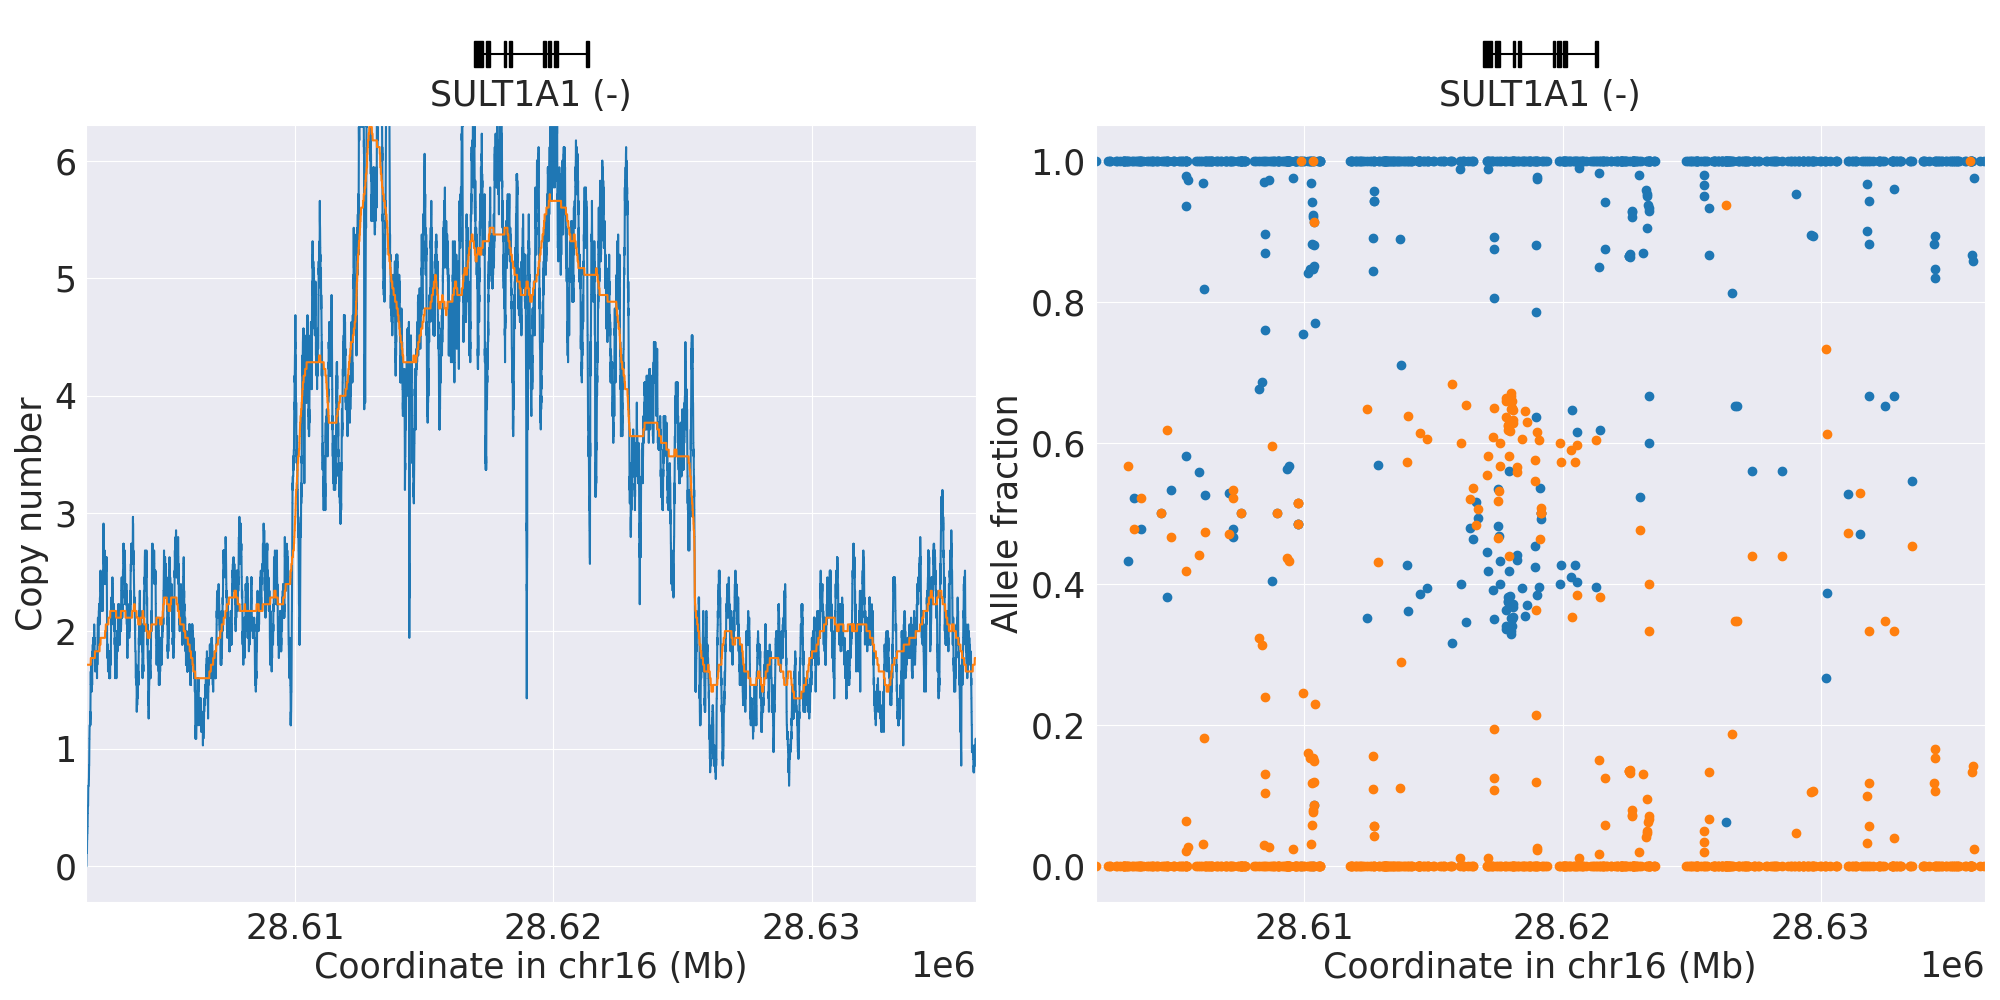 SULT1A1 (-)
Copy number
6
5
4
3
2
1
0
28.61
28.62
28.63
Coordinate in chr16 (Mb)
1e6
SULT1A1 (-)
Allele fraction
1.0
0.8
0.6
0.4
0.2
0.0
28.61
28.62
28.63
Coordinate in chr16 (Mb)
1e6